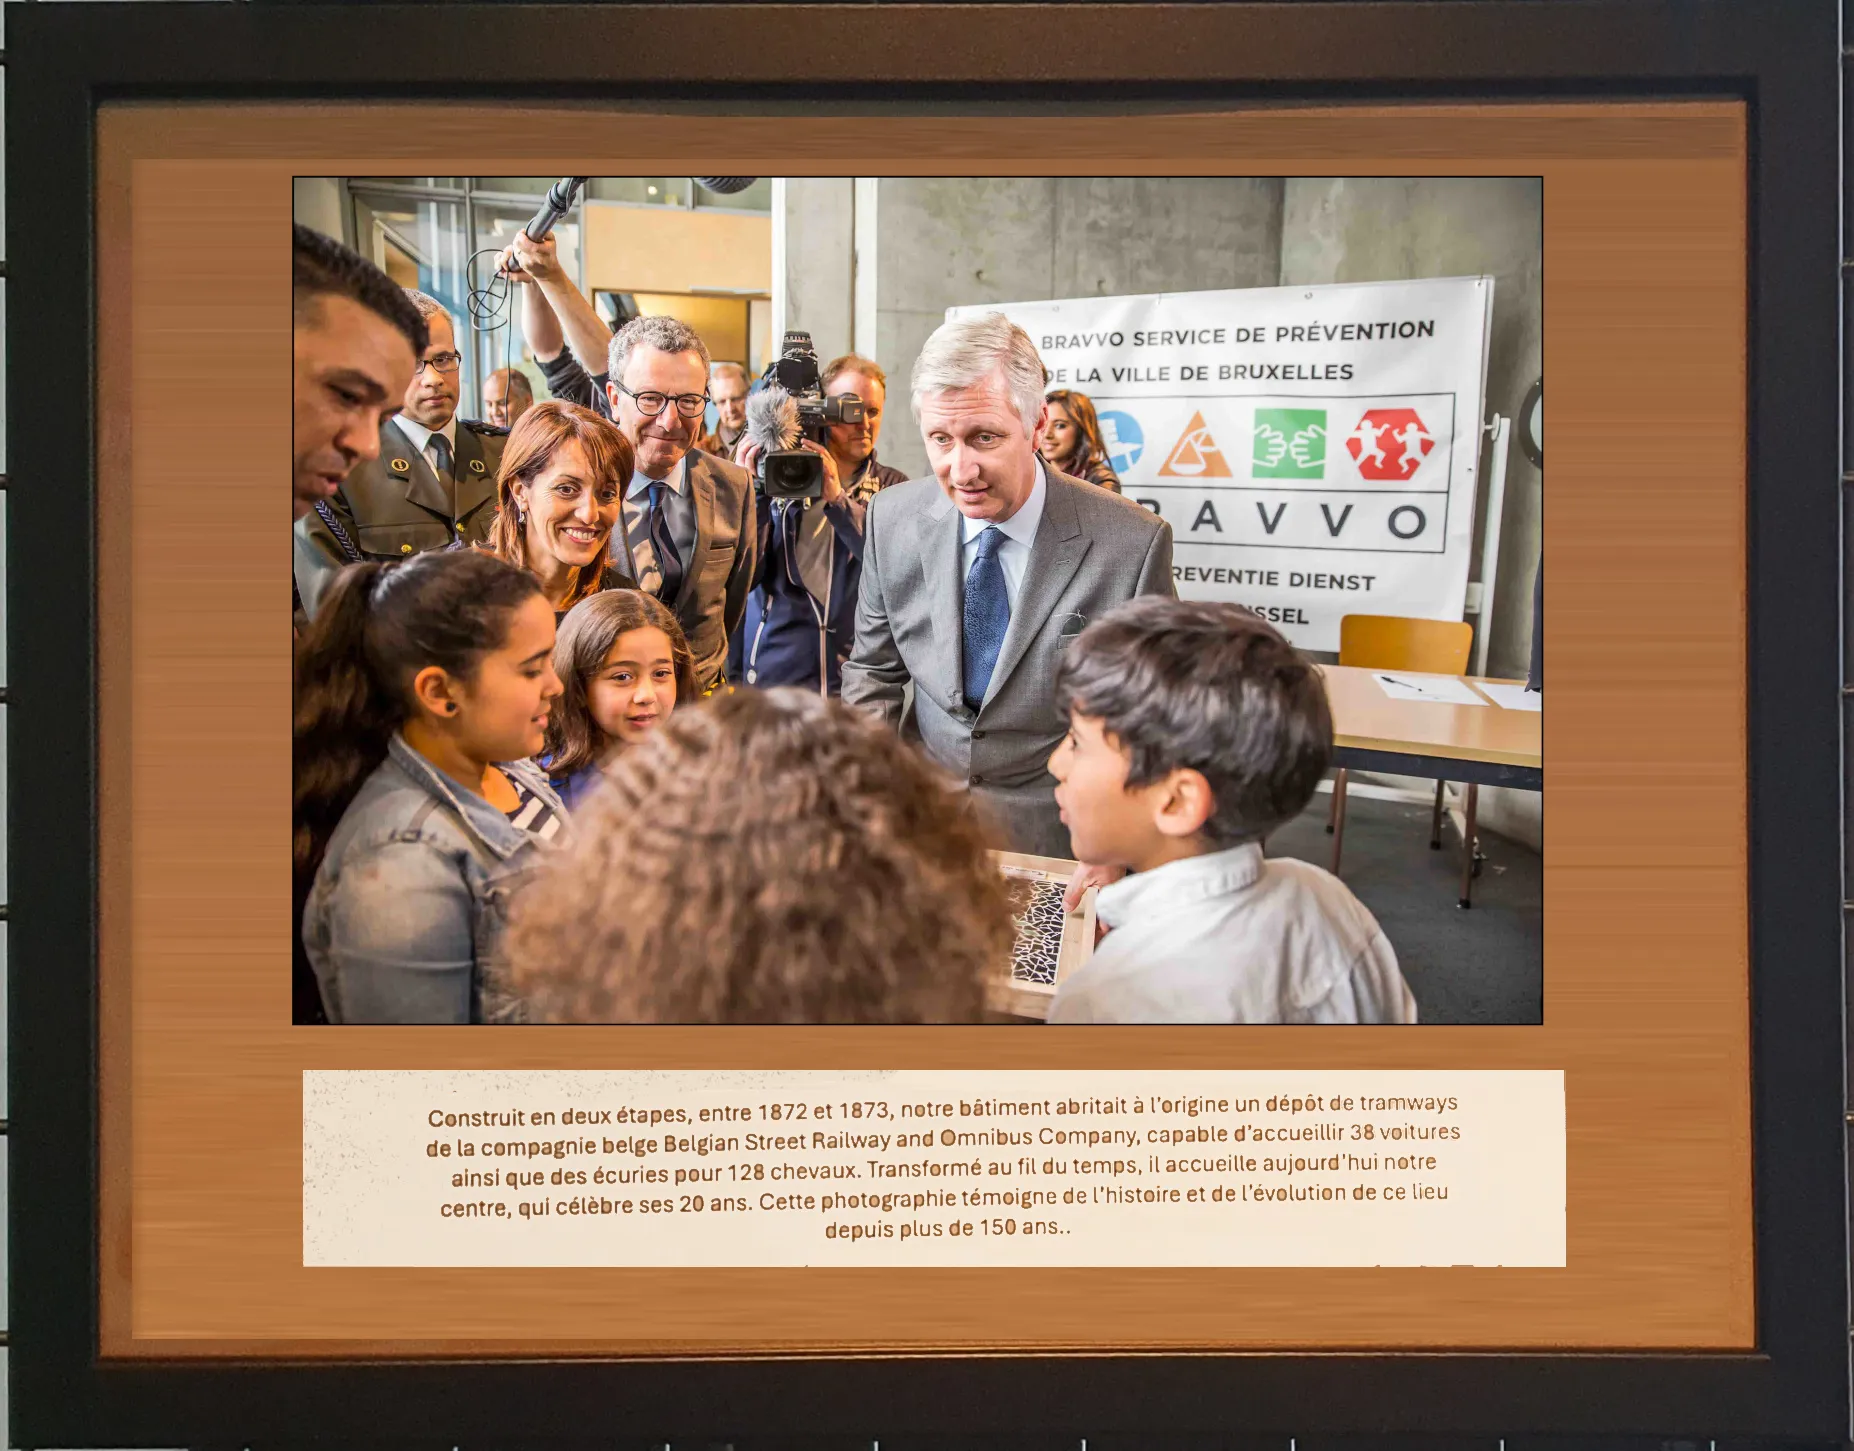 BRAVVO SERVICE DE PRÉVENTION
DE LA VILLE DE BRUXELLES
RAVVO
PREVENTIE DIENST
SSEL
Construit en deux étapes, entre 1872 et 1873, notre bâtiment abritait à l'origine un dépôt de tramways
de la compagnie belge Belgian Street Railway and Omnibus Company, capable d'accueillir 38 voitures
ainsi que des écuries pour 128 chevaux. Transformé au fil du temps, il accueille aujourd'hui notre
centre, qui célèbre ses 20 ans. Cette photographie témoigne de l'histoire et de l'évolution de ce lieu
depuis plus de 150 ans..